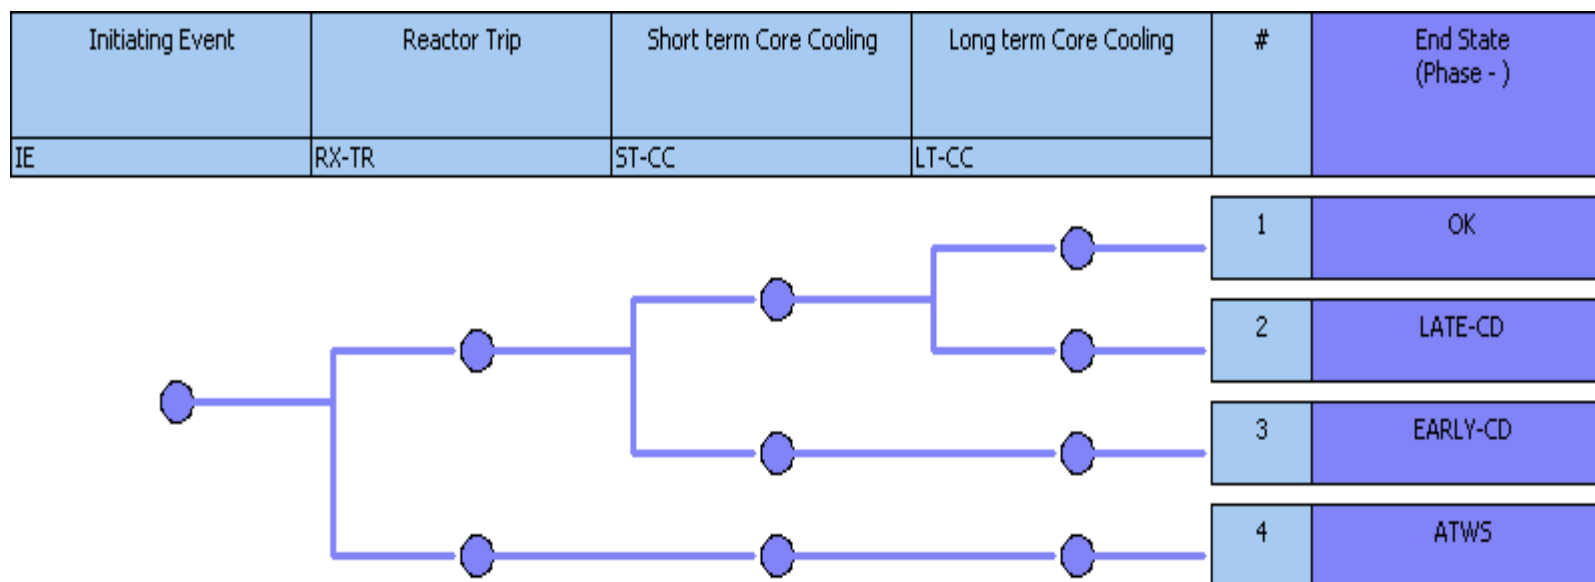 Initiating Event
Reactor Trip
Short term Core Cooling
Long term Core Cooling
#
End State
(Phase - )
IE
RX-TR
ST-CC
LT-CC
1
OK
2
LATE-CD
3
EARLY-CD
4
ATWS